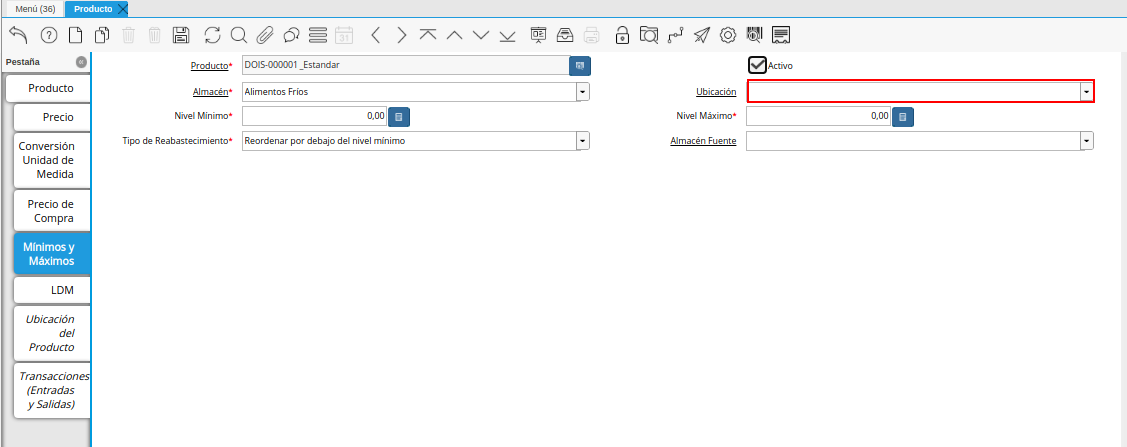 Menú (36)
Producto
31
Pestaña
Producto
Precio
Conversión
Unidad de
Medida
Precio de
Compra
Mínimos y
Máximos
LDM
Ubicación
del
Producto
Transacciones
(Entradas
y Salidas)
Producto* DOIS-000001_Estandar Activo
Almacén* Alimentos Fríos Ubicación
Nivel Mínimo* 0,00 Nivel Máximo* 0,00
Tipo de Reabastecimiento* Reordenar por debajo del nivel mínimo Almacén Fuente